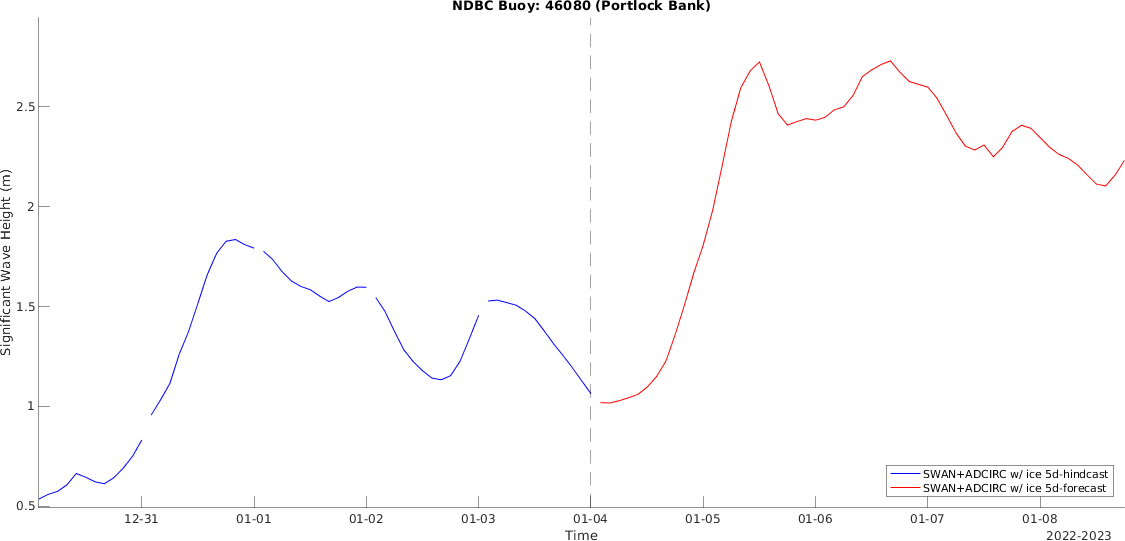 NDBC Buoy: 46080 (Portlock Bank)
Significant Wave Height (m)
2.5
2
1.5
1
0.5
12-31 01-01 01-02 01-03 01-04 01-05 01-06 01-07 01-08
Time
2022-2023
SWAN+ADCIRC w/ ice 5d-hindcast
SWAN+ADCIRC w/ ice 5d-forecast